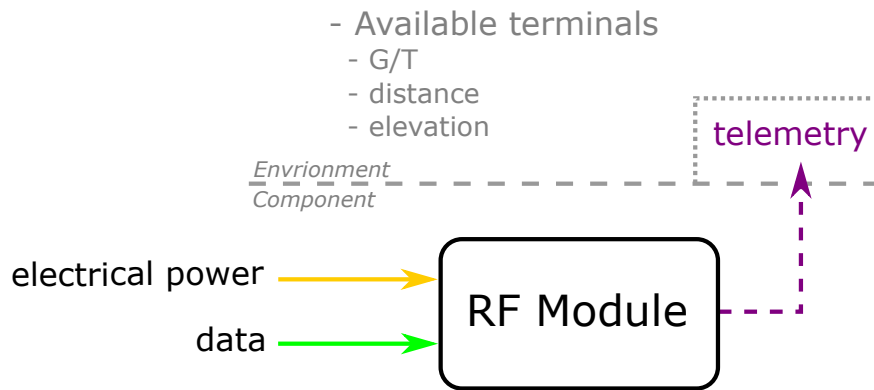 - Available terminals
- G/T
- distance
- elevation
telemetry
Envrionment
Component
electrical power
RF Module
data